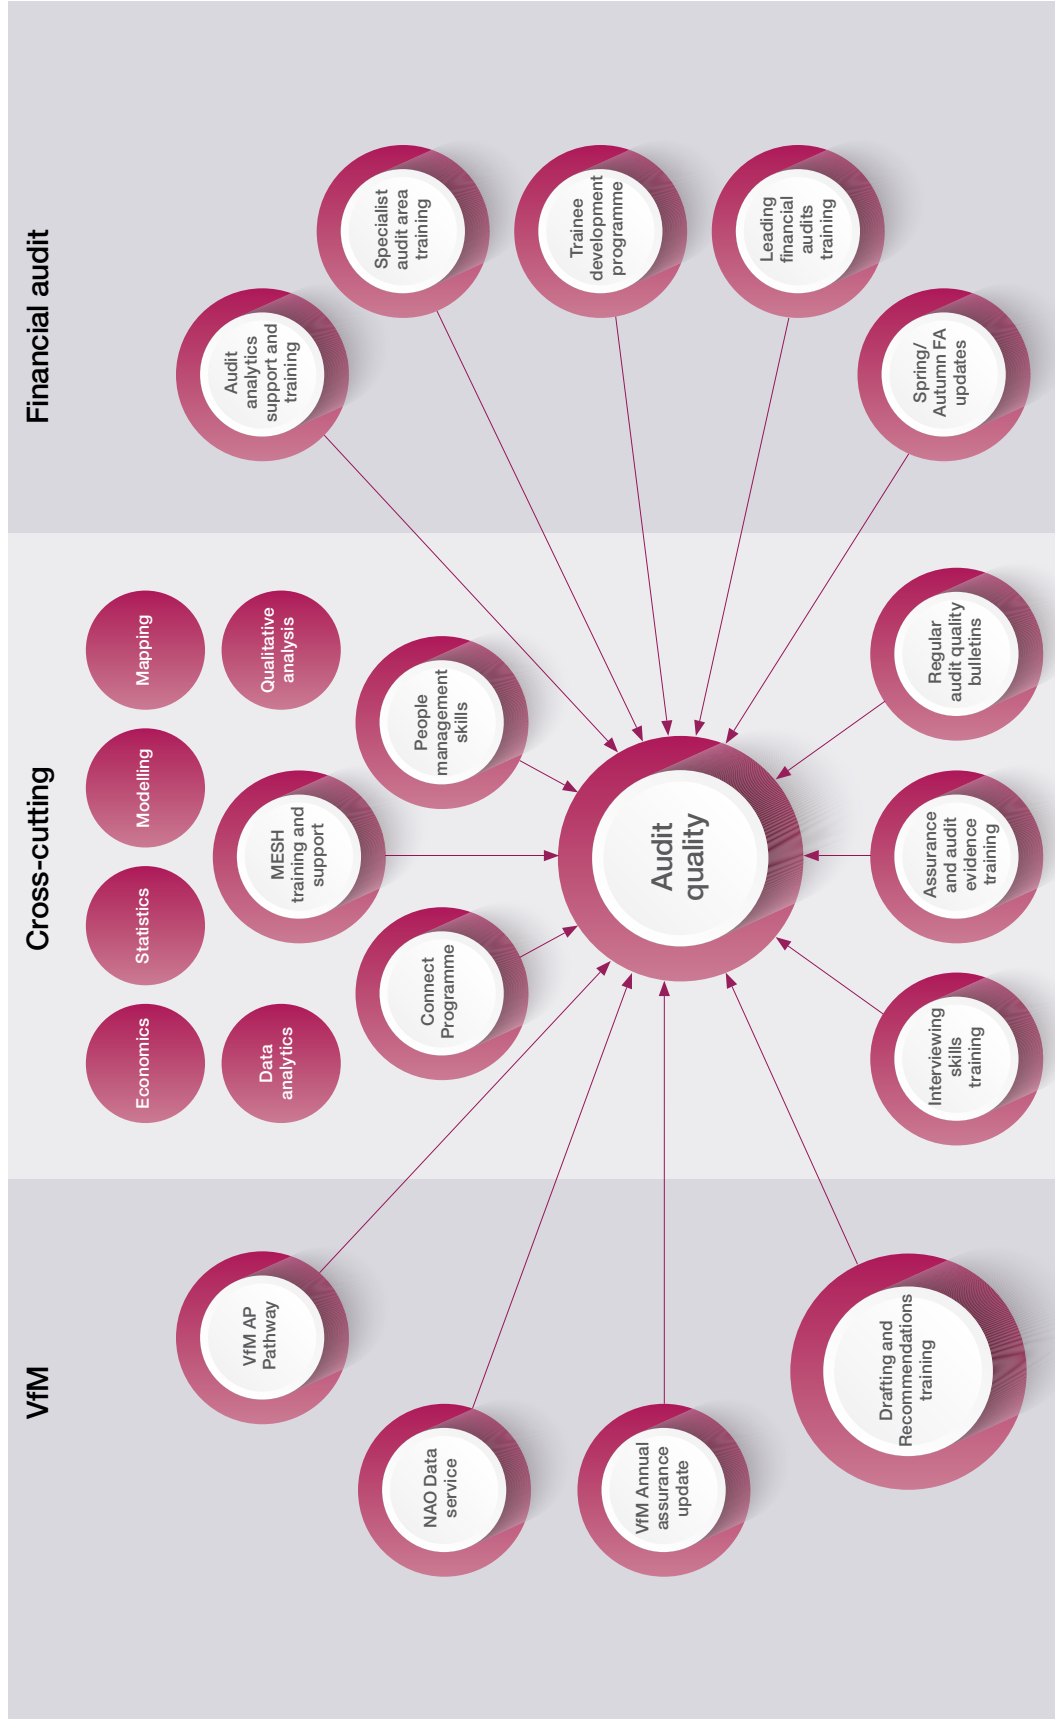 VfM
Cross-cutting
Financial audit
Economics
Statistics
Modelling
Mapping
Data
analytics
Qualitative
analysis
VfM AP
Pathway
NAO Data
service
VfM Annual
assurance
update
Drafting and
Recommendations
training
MESH
training and
support
Connect
Programme
People
management
skills
Audit
quality
Interviewing
skills
training
Assurance
and audit
evidence
training
Regular
audit quality
bulletins
Audit
analytics
support and
training
Specialist
audit area
training
Trainee
development
programme
Leading
financial
audits
training
Spring/
Autumn FA
updates